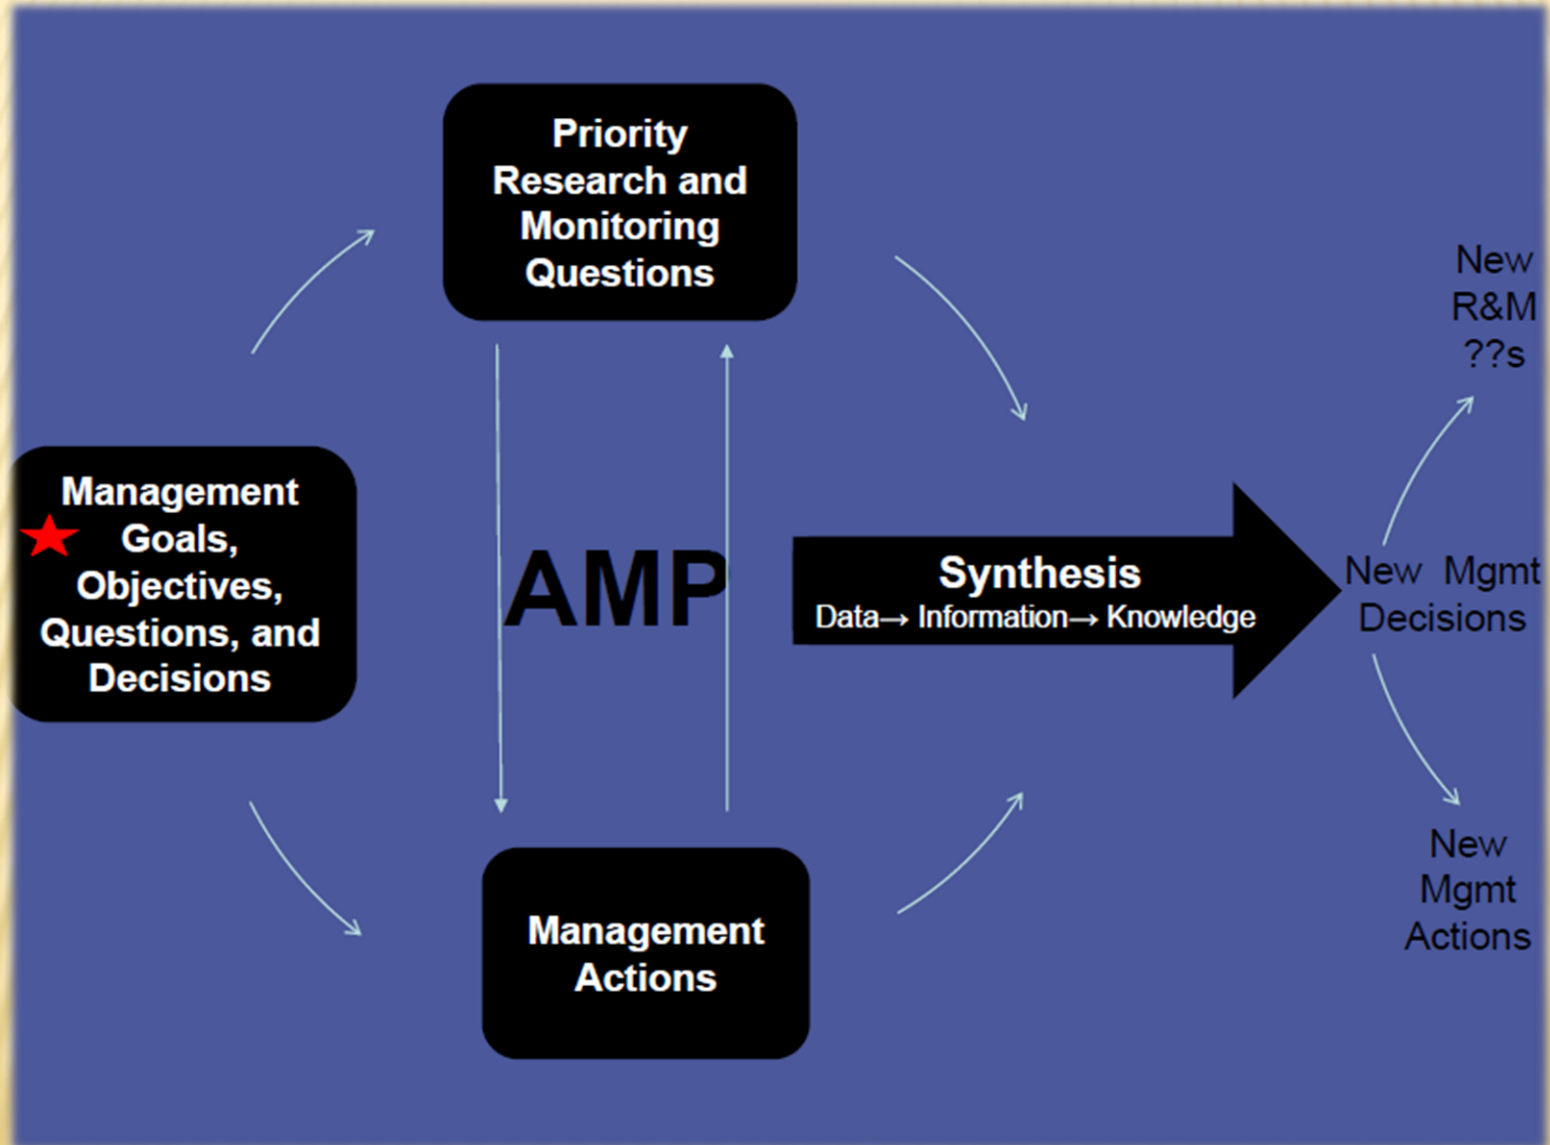 Priority
Research and
Monitoring
Questions
Management
Goals,
Objectives,
Questions, and
Decisions
AMP
Synthesis
Data→ Information→ Knowledge
Management
Actions
New
R&M
??s
New Mgmt
Decisions
New
Mgmt
Actions